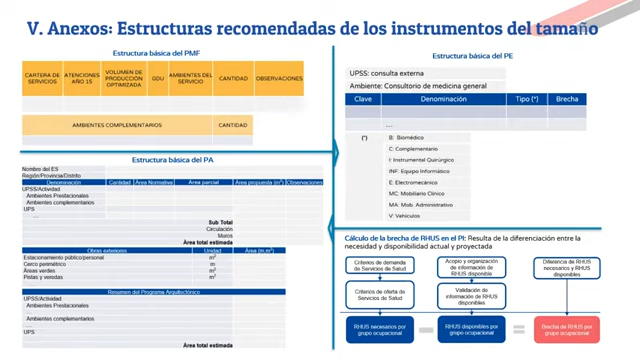 V. Anexos: Estructuras recomendadas de los instrumentos del tamaño
Estructura básica del PMF
CARTERA DE SERVICIOS
ATENCIONES AÑO 15
VOLUMEN DE PRODUCCION OPTIMIZADA
GDU
AMBIENTES DEL SERVICIO
CANTIDAD
OBSERVACIONES
AMBIENTES COMPLEMENTARIOS
CANTIDAD
Estructura básica del PA
Nombre del ES
Región/Provincia/Distrito
Denominación
Cantidad
Área Normativa
Área parcial
Área propuesta (m²)
Observaciones
UPSS/Actividad
Ambientes Prestacionales
Ambientes complementarios
UPS
....
Sub Total
Circulación
Muros
Área total estimada
Obras exteriores
Unidad
Área (m,m²)
Estacionamiento público/personal
m²
Cerco perimétrico
m
Áreas verdes
m²
Pistas y veredas
m²
Resumen del Programa Arquitectónico
UPSS/Actividad
Ambientes Prestacionales
Ambientes complementarios
UPS
Área total estimada
Estructura básica del PE
UPSS: consulta externa
Ambiente: Consultorio de medicina general
Clave
Denominación
Tipo (*)
Brecha
....
(*)
B: Biomédico
C: Complementario
I: Instrumental Quirúrgico
INF: Equipo Informático
E: Electromecánico
MC: Mobiliario Clínico
MA: Mob. Administrativo
V: Vehículos
Cálculo de la brecha de RHUS en el PI: Resulta de la diferenciación entre la
necesidad y disponibilidad actual y proyectada
Criterios de demanda
de Servicios de Salud
Criterios de oferta de
Servicios de Salud
RHUS necesarios por
grupo ocupacional
Acopio y organización
de información de
RHUS disponible
Validación de
información de RHUS
disponibles
RHUS disponibles por
grupo ocupacional
Diferencia de RHUS
necesarios y RHUS
disponibles
Brecha de RHUS por
grupo ocupacional